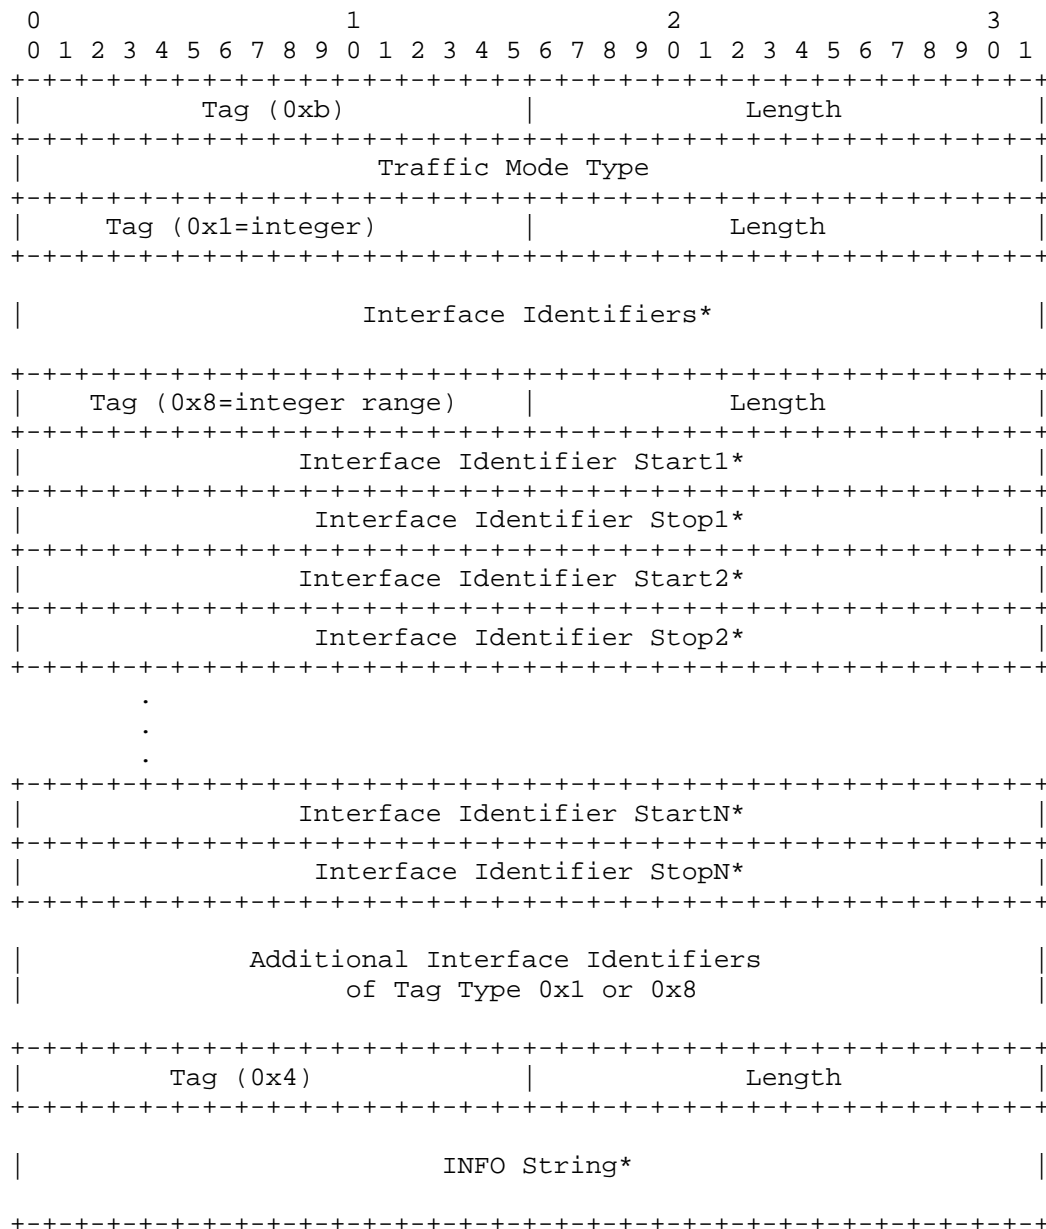 0                   1                   2                   3
 0 1 2 3 4 5 6 7 8 9 0 1 2 3 4 5 6 7 8 9 0 1 2 3 4 5 6 7 8 9 0 1
+-+-+-+-+-+-+-+-+-+-+-+-+-+-+-+-+-+-+-+-+-+-+-+-+-+-+-+-+-+-+-+-+
|           Tag (0xb)           |             Length            |
+-+-+-+-+-+-+-+-+-+-+-+-+-+-+-+-+-+-+-+-+-+-+-+-+-+-+-+-+-+-+-+-+
|                      Traffic Mode Type                        |
+-+-+-+-+-+-+-+-+-+-+-+-+-+-+-+-+-+-+-+-+-+-+-+-+-+-+-+-+-+-+-+-+
|     Tag (0x1=integer)         |            Length             |
+-+-+-+-+-+-+-+-+-+-+-+-+-+-+-+-+-+-+-+-+-+-+-+-+-+-+-+-+-+-+-+-+
|                     Interface Identifiers*                    |
+-+-+-+-+-+-+-+-+-+-+-+-+-+-+-+-+-+-+-+-+-+-+-+-+-+-+-+-+-+-+-+-+
|    Tag (0x8=integer range)    |            Length             |
+-+-+-+-+-+-+-+-+-+-+-+-+-+-+-+-+-+-+-+-+-+-+-+-+-+-+-+-+-+-+-+-+
|                 Interface Identifier Start1*                  |
+-+-+-+-+-+-+-+-+-+-+-+-+-+-+-+-+-+-+-+-+-+-+-+-+-+-+-+-+-+-+-+-+
|                  Interface Identifier Stop1*                  |
+-+-+-+-+-+-+-+-+-+-+-+-+-+-+-+-+-+-+-+-+-+-+-+-+-+-+-+-+-+-+-+-+
|                 Interface Identifier Start2*                  |
+-+-+-+-+-+-+-+-+-+-+-+-+-+-+-+-+-+-+-+-+-+-+-+-+-+-+-+-+-+-+-+-+
|                  Interface Identifier Stop2*                  |
+-+-+-+-+-+-+-+-+-+-+-+-+-+-+-+-+-+-+-+-+-+-+-+-+-+-+-+-+-+-+-+-+
        .
        .
        .
+-+-+-+-+-+-+-+-+-+-+-+-+-+-+-+-+-+-+-+-+-+-+-+-+-+-+-+-+-+-+-+-+
|                 Interface Identifier StartN*                  |
+-+-+-+-+-+-+-+-+-+-+-+-+-+-+-+-+-+-+-+-+-+-+-+-+-+-+-+-+-+-+-+-+
|                  Interface Identifier StopN*                  |
+-+-+-+-+-+-+-+-+-+-+-+-+-+-+-+-+-+-+-+-+-+-+-+-+-+-+-+-+-+-+-+-+
|              Additional Interface Identifiers                 |
|                    of Tag Type 0x1 or 0x8                     |
+-+-+-+-+-+-+-+-+-+-+-+-+-+-+-+-+-+-+-+-+-+-+-+-+-+-+-+-+-+-+-+-+
|         Tag (0x4)             |             Length            |
+-+-+-+-+-+-+-+-+-+-+-+-+-+-+-+-+-+-+-+-+-+-+-+-+-+-+-+-+-+-+-+-+
|                          INFO String*                         |
+-+-+-+-+-+-+-+-+-+-+-+-+-+-+-+-+-+-+-+-+-+-+-+-+-+-+-+-+-+-+-+-+